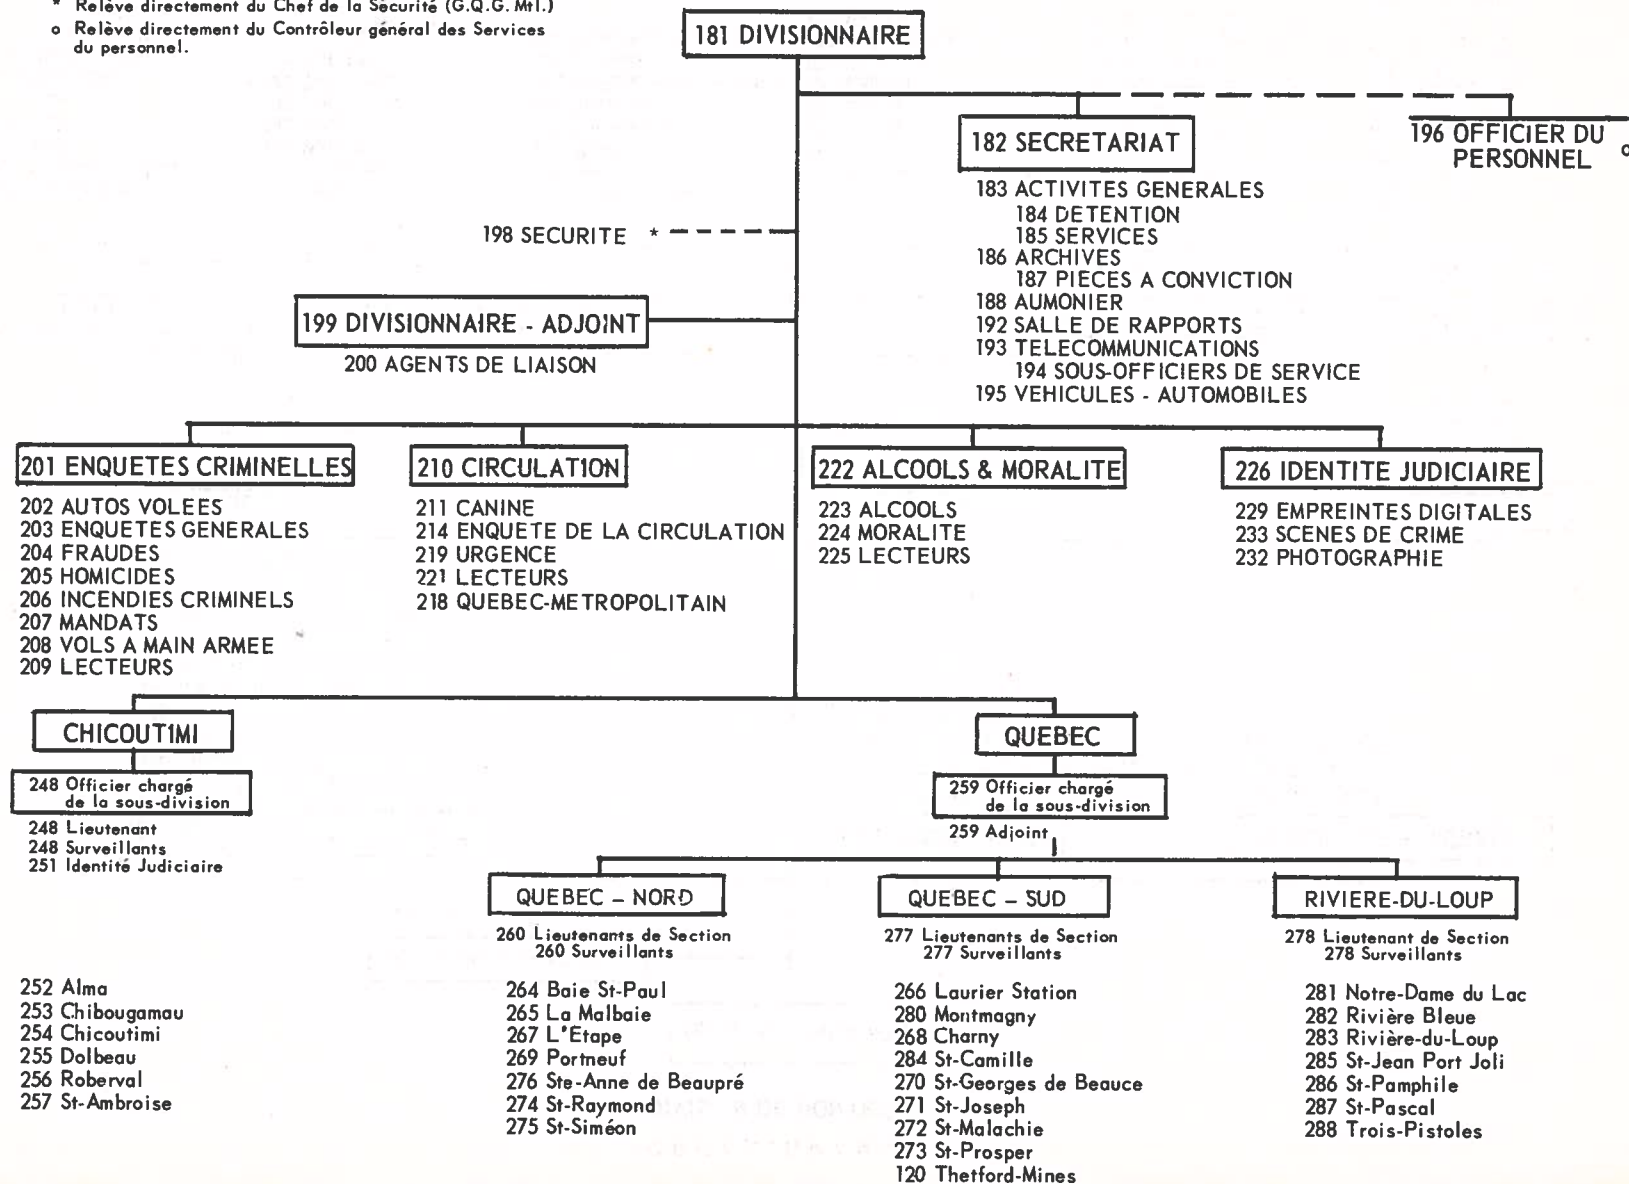 * Relève directement du Chef de la Sécurité (G.Q.G. Mtl.)
o Relève directement du Contrôleur général des Services
du personnel.
181 DIVISIONNAIRE
182 SECRETARIAT
183 ACTIVITES GENERALES
184 DETENTION
185 SERVICES
186 ARCHIVES
187 PIECES A CONVICTION
188 AUMONIER
192 SALLE DE RAPPORTS
193 TELECOMMUNICATIONS
194 SOUS-OFFICIERS DE SERVICE
195 VEHICULES - AUTOMOBILES
196 OFFICIER DU
PERSONNEL o
198 SECURITE *
199 DIVISIONNAIRE - ADJOINT
200 AGENTS DE LIAISON
201 ENQUETES CRIMINELLES
202 AUTOS VOLEES
203 ENQUETES GENERALES
204 FRAUDES
205 HOMICIDES
206 INCENDIES CRIMINELS
207 MANDATS
208 VOLS A MAIN ARMEE
209 LECTEURS
210 CIRCULATION
211 CANINE
214 ENQUETE DE LA CIRCULATION
219 URGENCE
221 LECTEURS
218 QUEBEC-METROPOLITAIN
222 ALCOOLS & MORALITE
223 ALCOOLS
224 MORALITE
225 LECTEURS
226 IDENTITE JUDICIAIRE
229 EMPREINTES DIGITALES
233 SCENES DE CRIME
232 PHOTOGRAPHIE
CHICOUTIMI
248 Officier chargé
de la sous-division
248 Lieutenant
248 Surveillants
251 Identité Judiciaire
252 Alma
253 Chibougamau
254 Chicoutimi
255 Dolbeau
256 Roberval
257 St-Ambroise
QUEBEC
259 Officier chargé
de la sous-division
259 Adjoint
QUEBEC – NORD
260 Lieutenants de Section
260 Surveillants
264 Baie St-Paul
265 La Malbaie
267 L'Etape
269 Portneuf
276 Ste-Anne de Beaupré
274 St-Raymond
275 St-Siméon
QUEBEC – SUD
277 Lieutenants de Section
277 Surveillants
266 Laurier Station
280 Montmagny
268 Charny
284 St-Camille
270 St-Georges de Beauce
271 St-Joseph
272 St-Malachie
273 St-Prosper
120 Thetford-Mines
RIVIERE-DU-LOUP
278 Lieutenant de Section
278 Surveillants
281 Notre-Dame du Lac
282 Rivière Bleue
283 Rivière-du-Loup
285 St-Jean Port Joli
286 St-Pamphile
287 St-Pascal
288 Trois-Pistoles